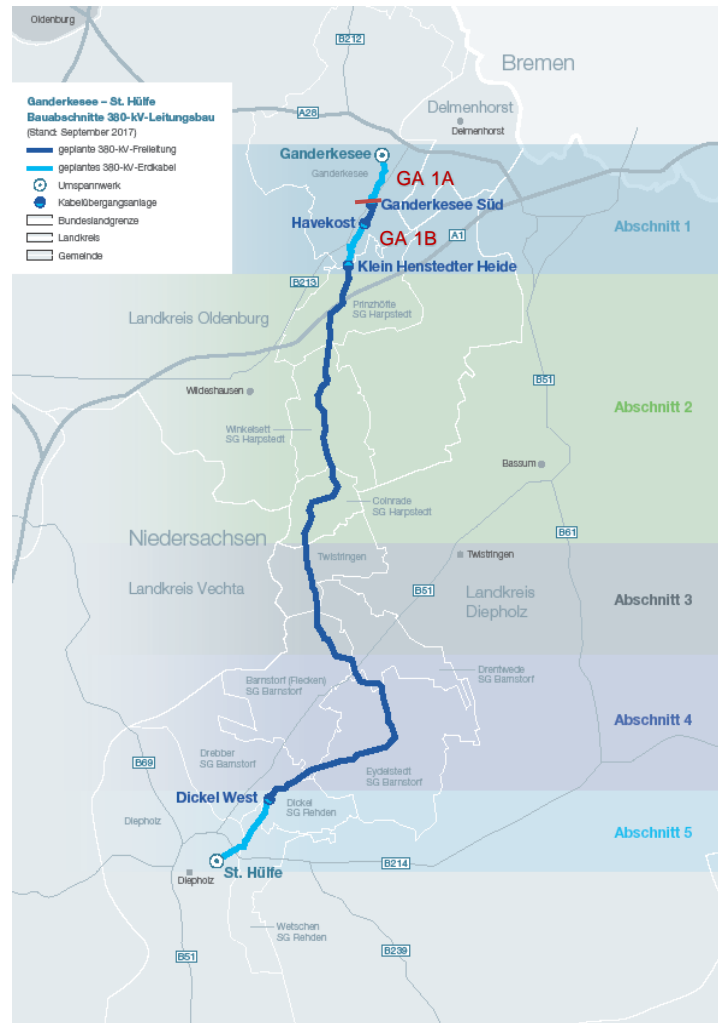 Oldenburg
B212
Bremen
Ganderkesee – St. Hülfe
Bauabschnitte 380-kV-Leitungsbau
(Stand: September 2017)
geplante 380-kV-Freileitung
geplantes 380-kV-Erdkabel
Umspannwerk
Kabelübergangsanlage
Bundeslandgrenze
Landkreis
Gemeinde
A28
Delmenhorst
Delmenhorst
Ganderkesee
Ganderkesee
GA 1A
Ganderkesee Süd
Havekost
GA 1B
A1
Abschnitt 1
Klein Henstedter Heide
B213
Prinzhöfte
SG Harpstedt
Landkreis Oldenburg
B51
Wildeshausen
Abschnitt 2
Winkelsett
SG Harpstedt
Bassum
Colnrade
SG Harpstedt
B61
Niedersachsen
Twistringen
Twistringen
Landkreis Vechta
B51
Landkreis
Diepholz
Abschnitt 3
Drentwede
SG Barnstorf
Barnstorf (Flecken)
SG Barnstorf
Abschnitt 4
Drebber
SG Barnstorf
B69
Eydelstedt
SG Barnstorf
Dickel West
Dickel
SG Rehden
Diepholz
Abschnitt 5
B214
St. Hülfe
Diepholz
Wetschen
SG Rehden
B51
B239